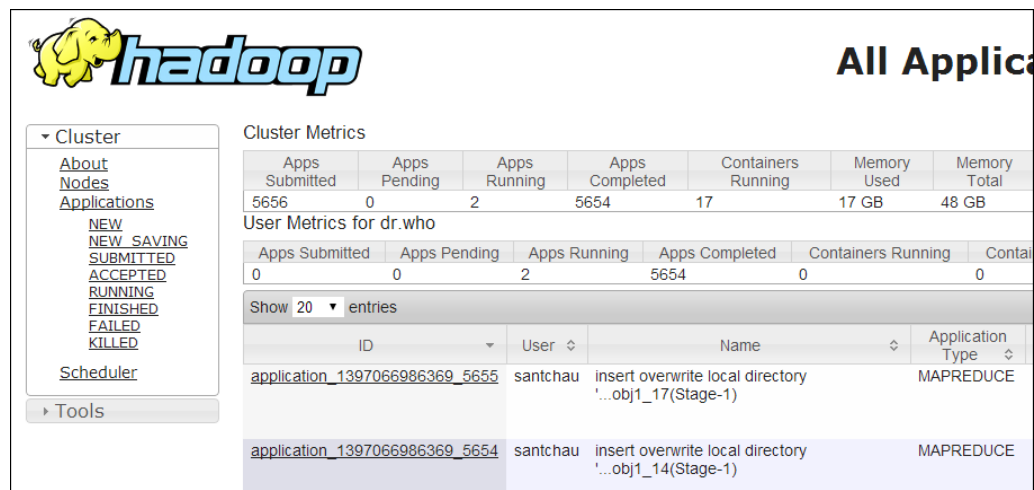 hadoop
All Applica
Cluster
About
Nodes
Applications
NEW
NEW_SAVING
SUBMITTED
ACCEPTED
RUNNING
FINISHED
FAILED
KILLED
Scheduler
Tools
Cluster Metrics
Apps Submitted Apps Pending Apps Running Apps Completed Containers Running Memory Used Memory Total
5656 0 2 5654 17 17 GB 48 GB
User Metrics for dr.who
Apps Submitted Apps Pending Apps Running Apps Completed Containers Running Contai
0 0 2 5654 0 0
Show 20 entries
ID User Name Application Type
application_1397066986369_5655 santchau insert overwrite local directory MAPREDUCE
'...obj1_17(Stage-1)
application_1397066986369_5654 santchau insert overwrite local directory MAPREDUCE
'...obj1_14(Stage-1)